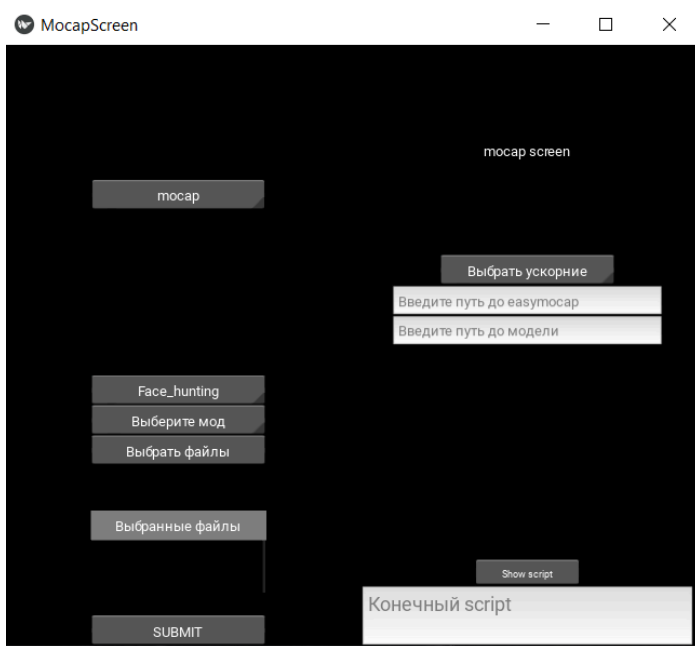 MocapScreen
mocap screen
mocap
Выбрать ускорние
Введите путь до easymocap
Введите путь до модели
Face_hunting
Выберите мод
Выбрать файлы
Выбранные файлы
Show script
Конечный script
SUBMIT